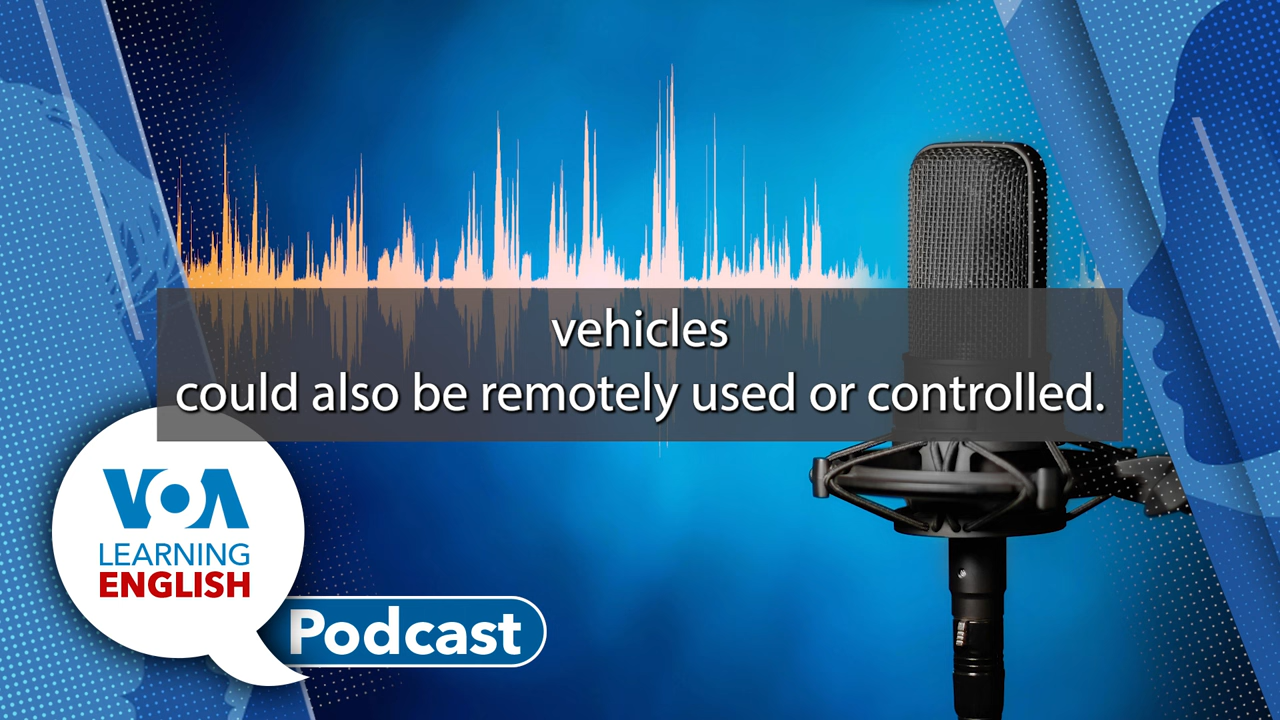 vehicles
could also be remotely used or controlled.
VOA
LEARNING
ENGLISH
Podcast